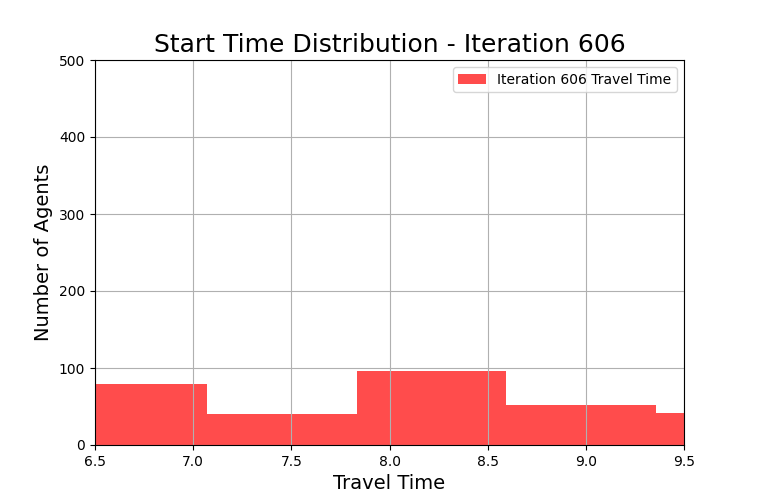 Start Time Distribution - Iteration 606
500
400
300
200
100
0
Number of Agents
Iteration 606 Travel Time
6.5 7.0 7.5 8.0 8.5 9.0 9.5
Travel Time